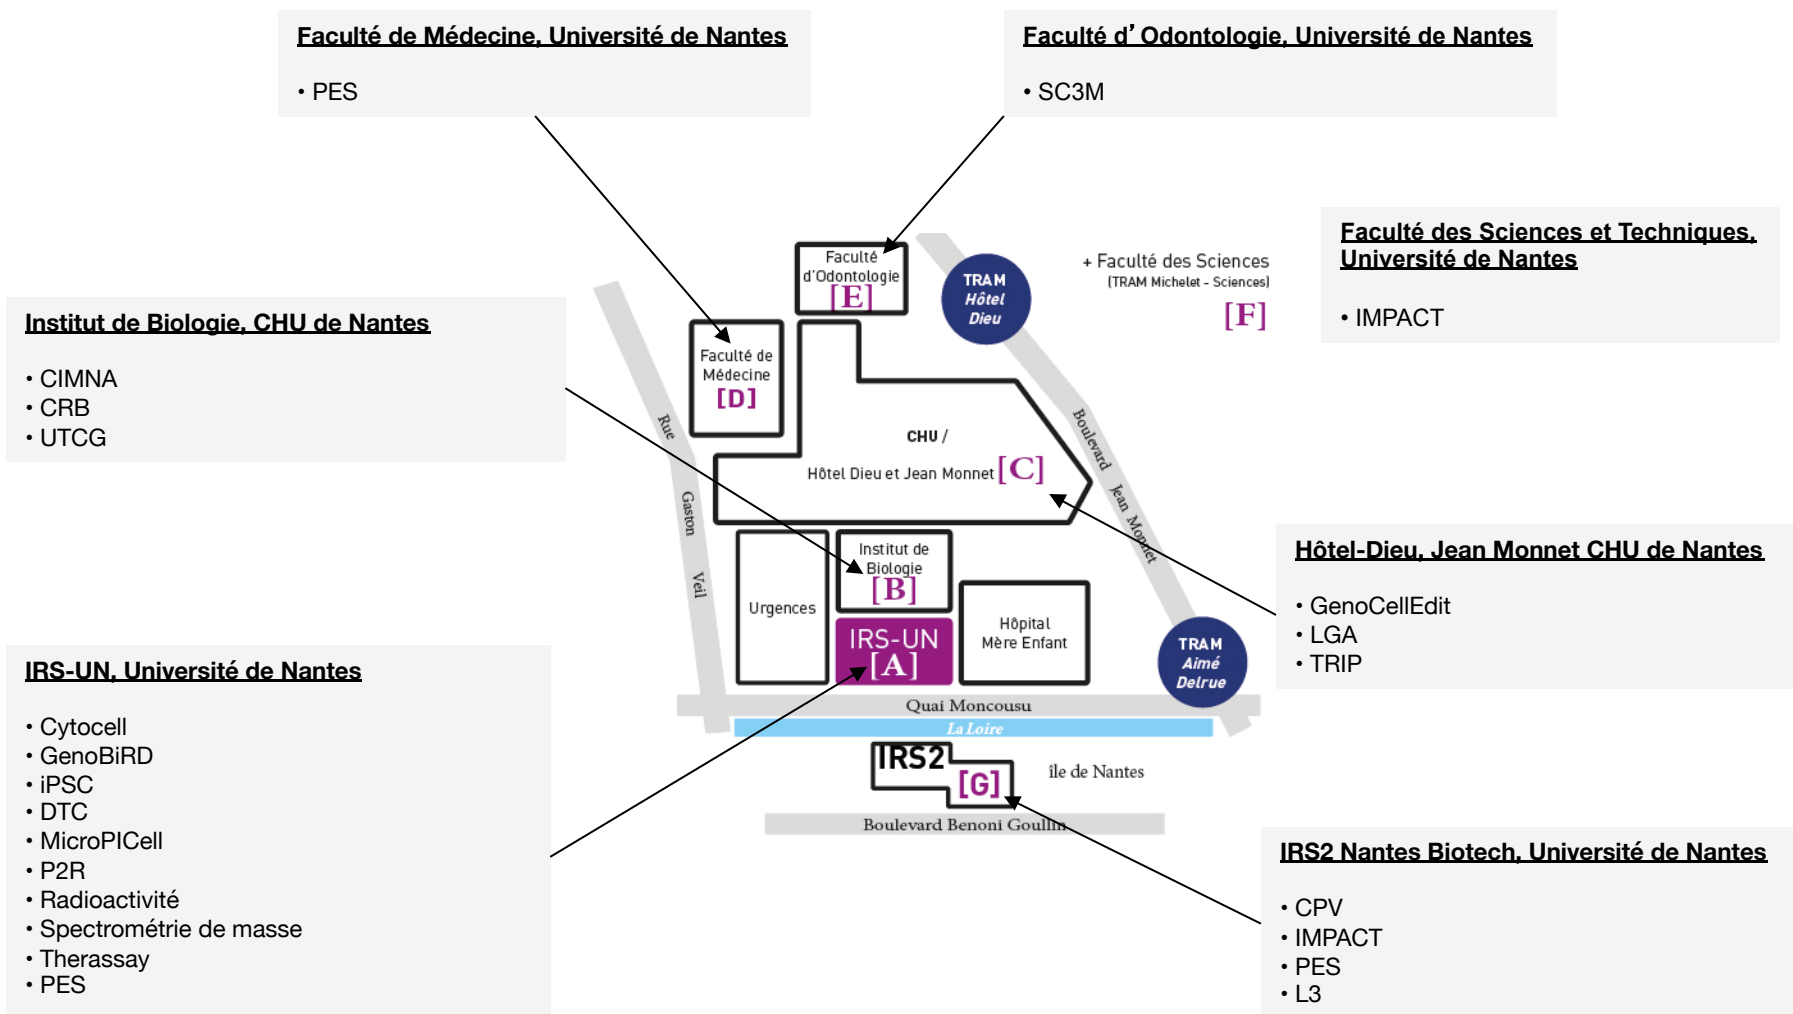 Faculté de Médecine, Université de Nantes
• PES
Faculté d’Odontologie, Université de Nantes
• SC3M
Faculté des Sciences et Techniques,
Université de Nantes
• IMPACT
Institut de Biologie, CHU de Nantes
• CIMNA
• CRB
• UTCG
Hôtel-Dieu, Jean Monnet CHU de Nantes
• GenoCellEdit
• LGA
• TRIP
IRS-UN, Université de Nantes
• Cytocell
• GenoBiRD
• iPSC
• DTC
• MicroPICell
• P2R
• Radioactivité
• Spectrométrie de masse
• Therassay
• PES
IRS2 Nantes Biotech, Université de Nantes
• CPV
• IMPACT
• PES
• L3
Faculté
d'Odontologie
[E]
TRAM
Hôtel
Dieu
+ Faculté des Sciences
(TRAM Michelet - Sciences)
[F]
Faculté de
Médecine
[D]
CHU /
Hôtel Dieu et Jean Monnet [C]
Rue Gaston Veil
Boulevard Jean Monnet
Institut de
Biologie
[B]
Urgences
IRS-UN
[A]
Hôpital
Mère Enfant
TRAM
Aimé
Delrue
Quai Moncousu
La Loire
IRS2
[G]
île de Nantes
Boulevard Benoni Goullin